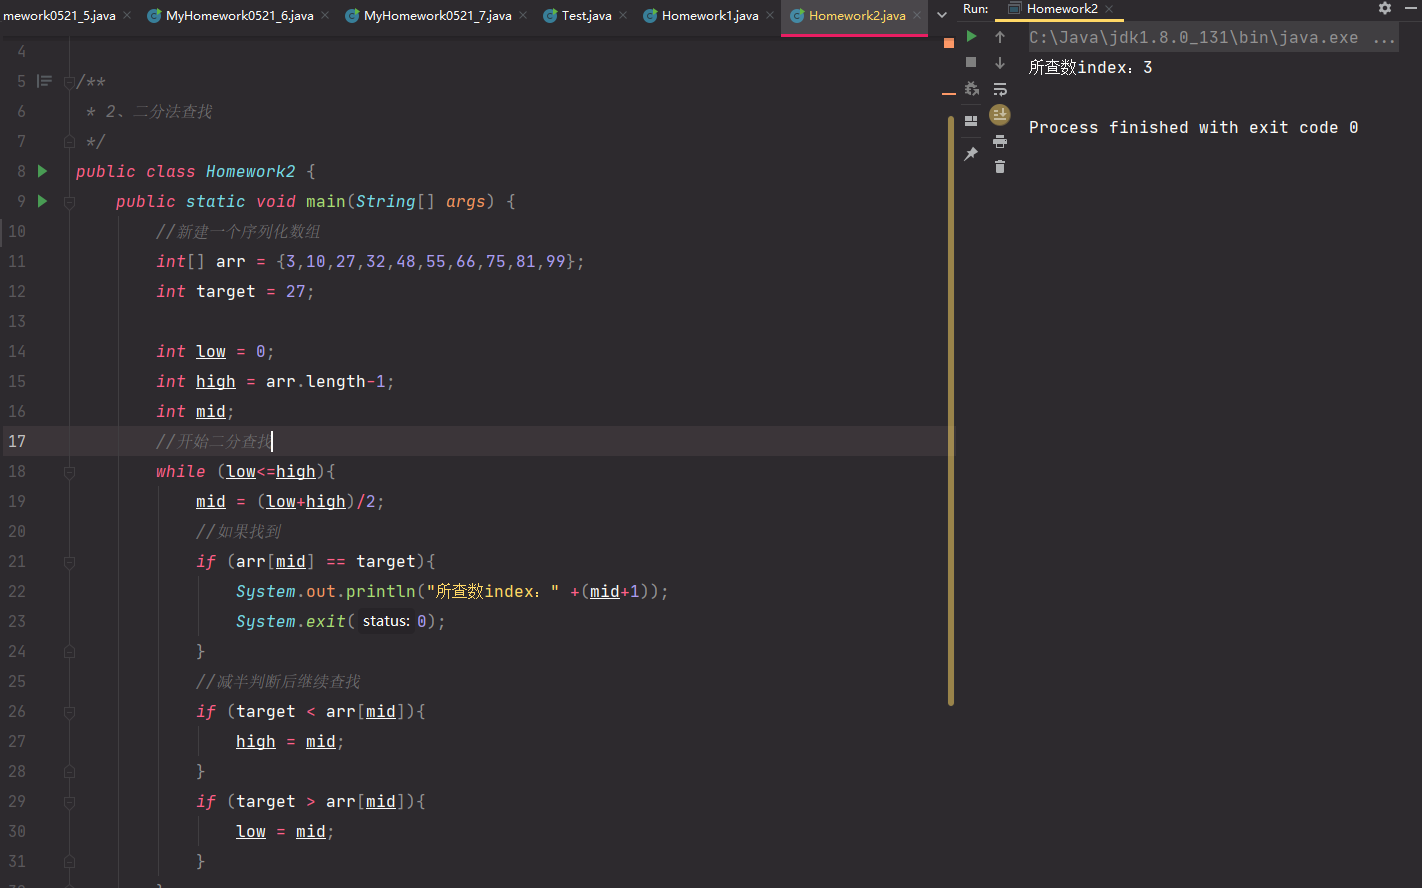 mework0521_5.java MyHomework0521_6.java MyHomework0521_7.java Test.java Homework1.java Homework2.java
4
5 /**
6 * 2、二分法查找
7 */
8 public class Homework2 {
9 public static void main(String[] args) {
10 //新建一个序列化数组
11 int[] arr = {3,10,27,32,48,55,66,75,81,99};
12 int target = 27;
13
14 int low = 0;
15 int high = arr.length-1;
16 int mid;
17 //开始二分查找
18 while (low<=high){
19 mid = (low+high)/2;
20 //如果找到
21 if (arr[mid] == target){
22 System.out.println("所查数index：" +(mid+1));
23 System.exit( status: 0);
24 }
25 //减半判断后继续查找
26 if (target < arr[mid]){
27 high = mid;
28 }
29 if (target > arr[mid]){
30 low = mid;
31 }
Run: Homework2
C:\Java\jdk1.8.0_131\bin\java.exe ...
所查数index：3
Process finished with exit code 0